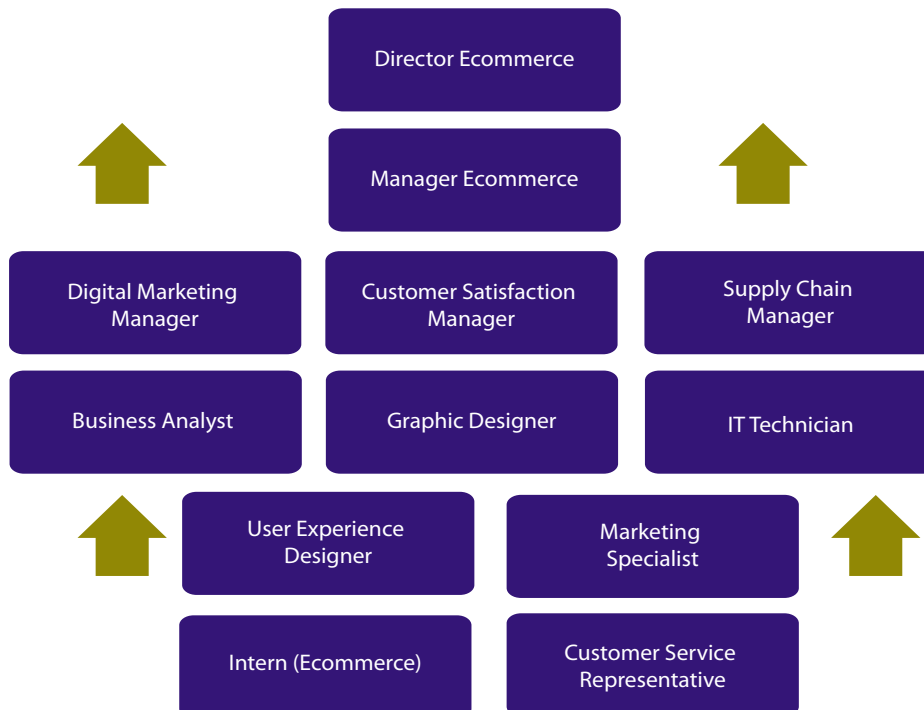 Director Ecommerce
Manager Ecommerce
Digital Marketing
Manager
Customer Satisfaction
Manager
Supply Chain
Manager
Business Analyst
Graphic Designer
IT Technician
User Experience
Designer
Marketing
Specialist
Intern (Ecommerce)
Customer Service
Representative